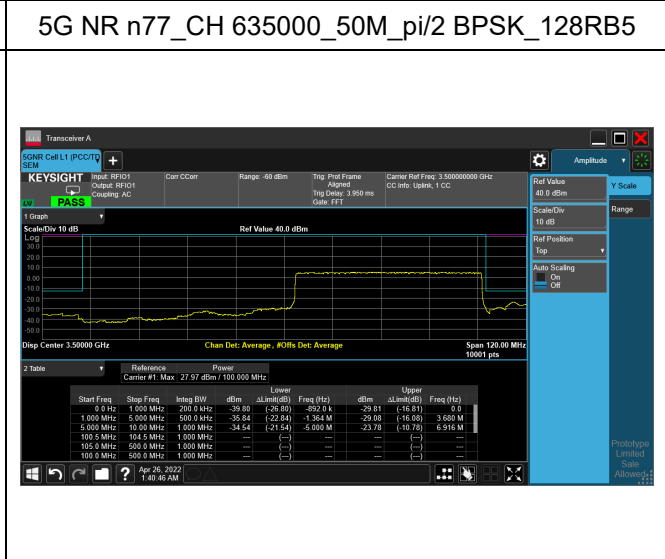 5G NR n77_CH 635000_50M_pi/2 BPSK_128RB5
Transceiver A
5GNR Cell L1 (PCC/TD
SEM
Amplitude
KEYSIGHT
Input: RFIO1
Output: RFIO1
Coupling: AC
Corr CCorr
Range: -60 dBm
Trig: Prot Frame
Aligned
Trig Delay: 3.950 ms
Gate: FFT
Carrier Ref Freq: 3.500000000 GHz
CC Info: Uplink, 1 CC
LV PASS
Ref Value
40.0 dBm
Y Scale
Scale/Div
10 dB
Range
Ref Position
Top
Auto Scaling
On
Off
1 Graph
Scale/Div 10 dB
Ref Value 40.0 dBm
Log
30.0
20.0
10.0
0.00
-10.0
-20.0
-30.0
-40.0
-50.0
Disp Center 3.50000 GHz
Chan Det: Average , #Offs Det: Average
Span 120.00 MHz
10001 pts
2 Table
Reference Power
Carrier #1: Max 27.97 dBm / 100.000 MHz
Lower Upper
Start Freq Stop Freq Integ BW dBm ΔLimit(dB) Freq (Hz) dBm ΔLimit(dB) Freq (Hz)
0.0 Hz 1.000 MHz 200.0 kHz -39.80 (-26.80) -892.0 k -29.81 (-16.81) 0.0
1.000 MHz 5.000 MHz 500.0 kHz -35.84 (-22.84) -1.364 M -29.08 (-16.08) 3.680 M
5.000 MHz 10.00 MHz 1.000 MHz -34.54 (-21.54) -5.000 M -23.78 (-10.78) 6.916 M
100.5 MHz 104.5 MHz 1.000 MHz --- (---) --- --- (---) ---
105.0 MHz 500.0 MHz 1.000 MHz --- (---) --- --- (---) ---
100.0 MHz 500.0 MHz 1.000 MHz --- (---) --- --- (---) ---
Prototype
Limited
Sale
Allowed
? Apr 26, 2022
1:40:46 AM